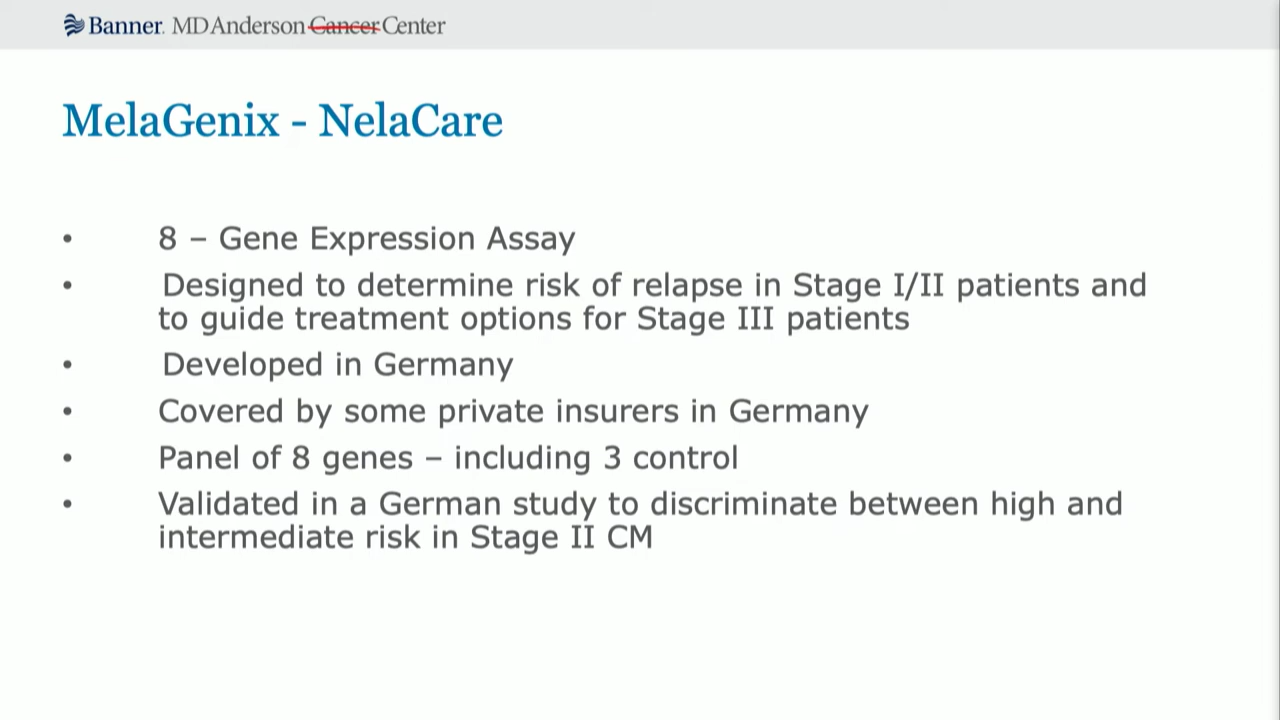 Banner. MD Anderson Cancer Center
MelaGenix - NelaCare
• 8 – Gene Expression Assay
• Designed to determine risk of relapse in Stage I/II patients and
to guide treatment options for Stage III patients
• Developed in Germany
• Covered by some private insurers in Germany
• Panel of 8 genes – including 3 control
• Validated in a German study to discriminate between high and
intermediate risk in Stage II CM